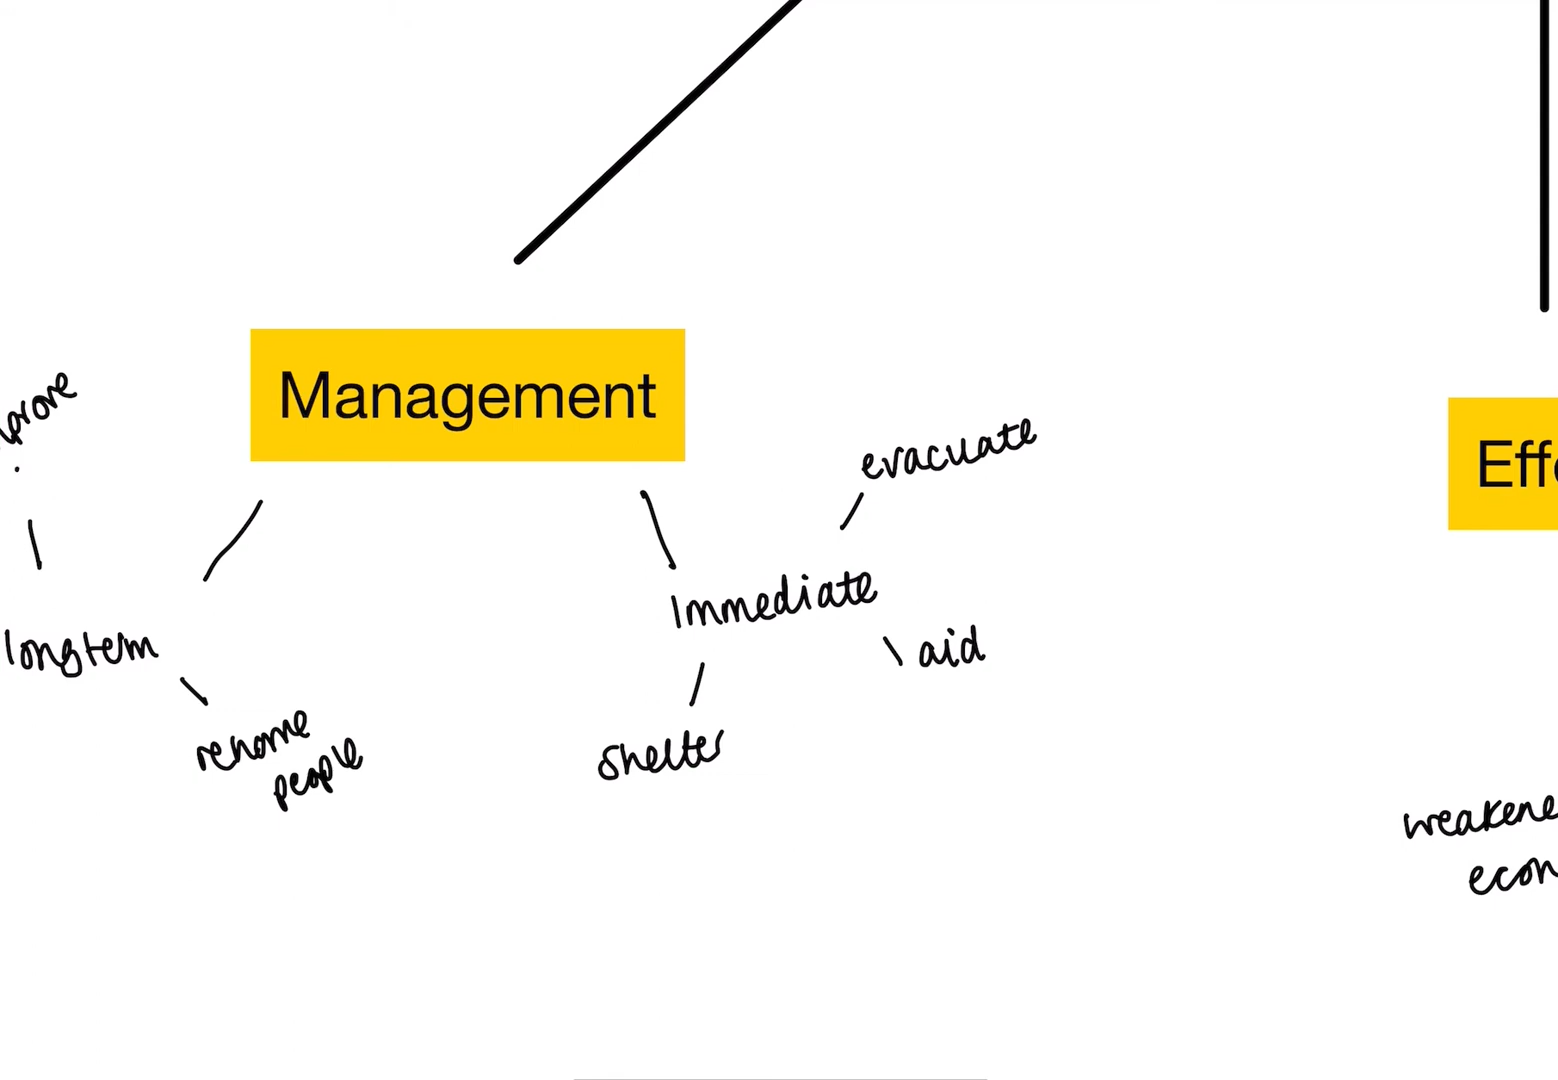 Management
evacuate
Immediate
aid
shelter
longterm
rehome
people